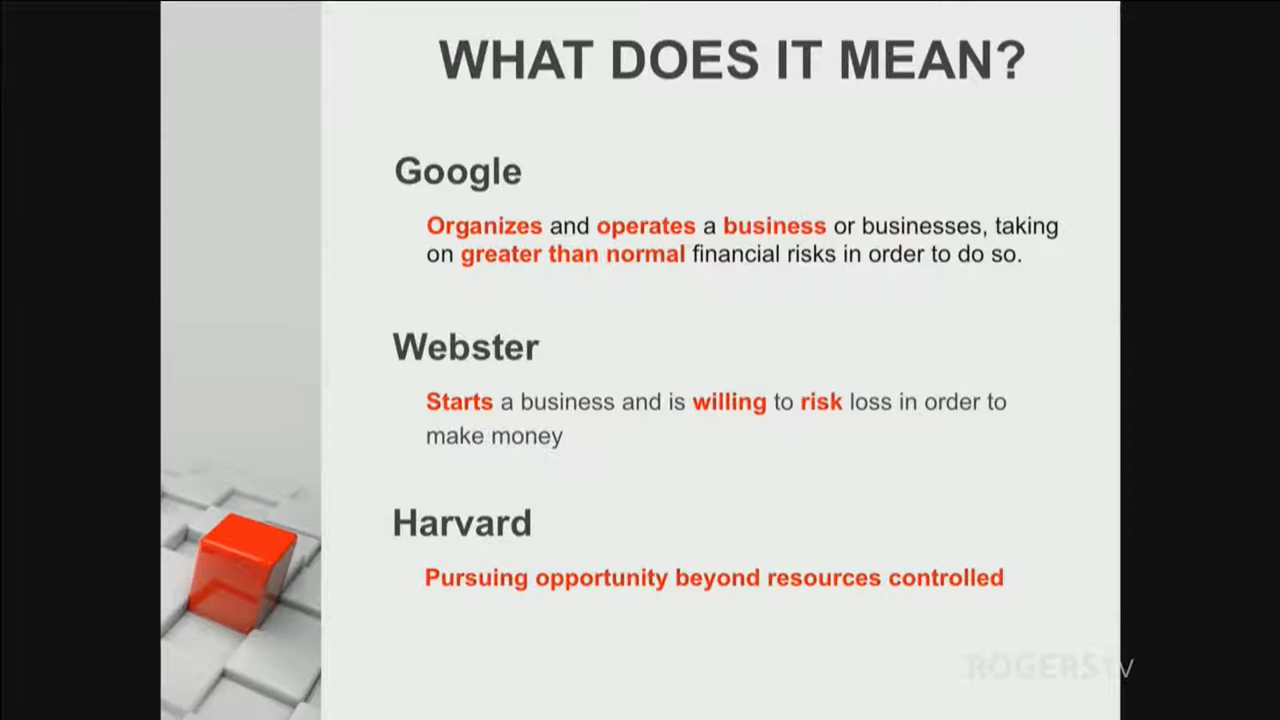 WHAT DOES IT MEAN?
Google
Organizes and operates a business or businesses, taking
on greater than normal financial risks in order to do so.
Webster
Starts a business and is willing to risk loss in order to
make money
Harvard
Pursuing opportunity beyond resources controlled
ROGERS tv